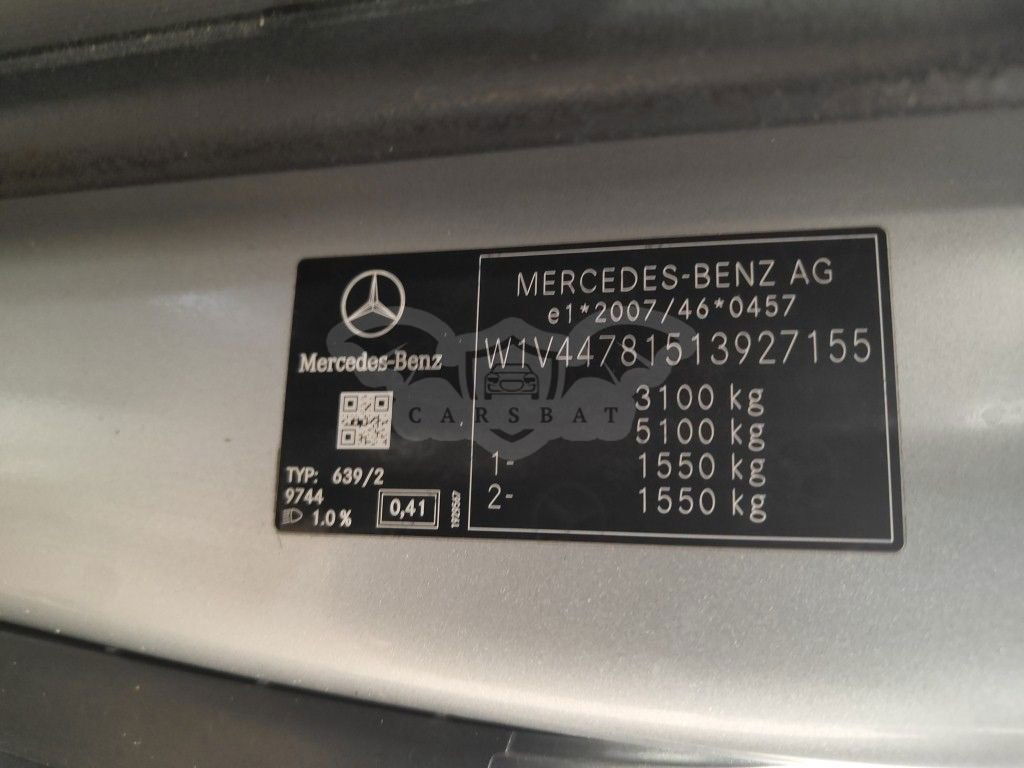 Mercedes-Benz
TYP: 639/2
9744
1.0 %
0,41
1929567
MERCEDES-BENZ AG
e1*2007/46*0457
W1V44781513927155
3100 kg
5100 kg
1- 1550 kg
2- 1550 kg
CARSBAT